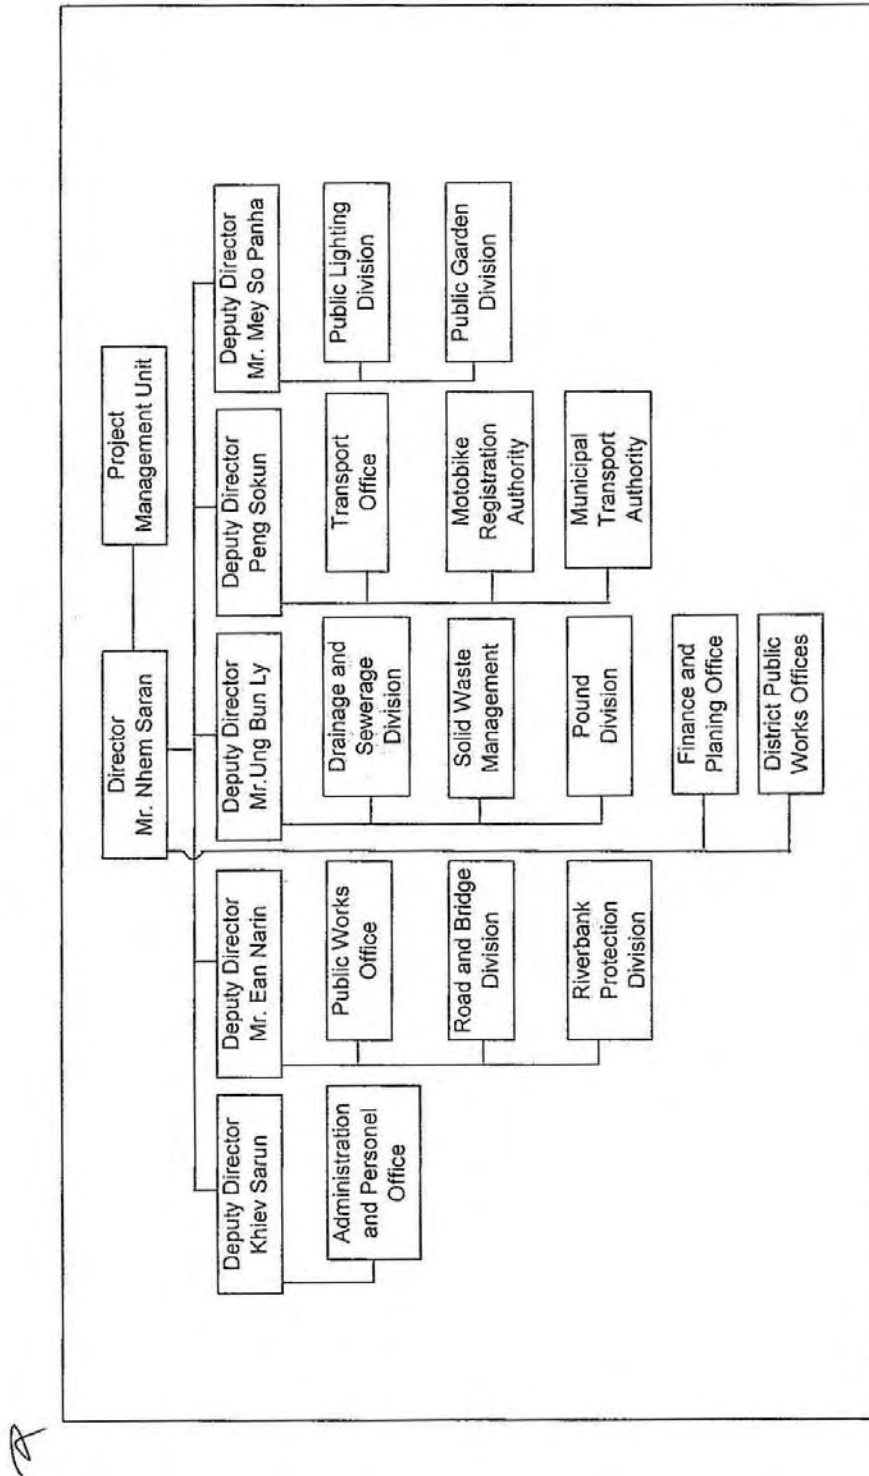 Director
Mr. Nhem Saran
Project
Management Unit
Deputy Director
Khiev Sarun
Administration
and Personel
Office
Deputy Director
Mr. Ean Narin
Public Works
Office
Road and Bridge
Division
Riverbank
Protection
Division
Deputy Director
Mr.Ung Bun Ly
Drainage and
Sewerage
Division
Solid Waste
Management
Pound
Division
Deputy Director
Peng Sokun
Transport
Office
Motobike
Registration
Authority
Municipal
Transport
Authority
Deputy Director
Mr. Mey So Panha
Public Lighting
Division
Public Garden
Division
Finance and
Planing Office
District Public
Works Offices